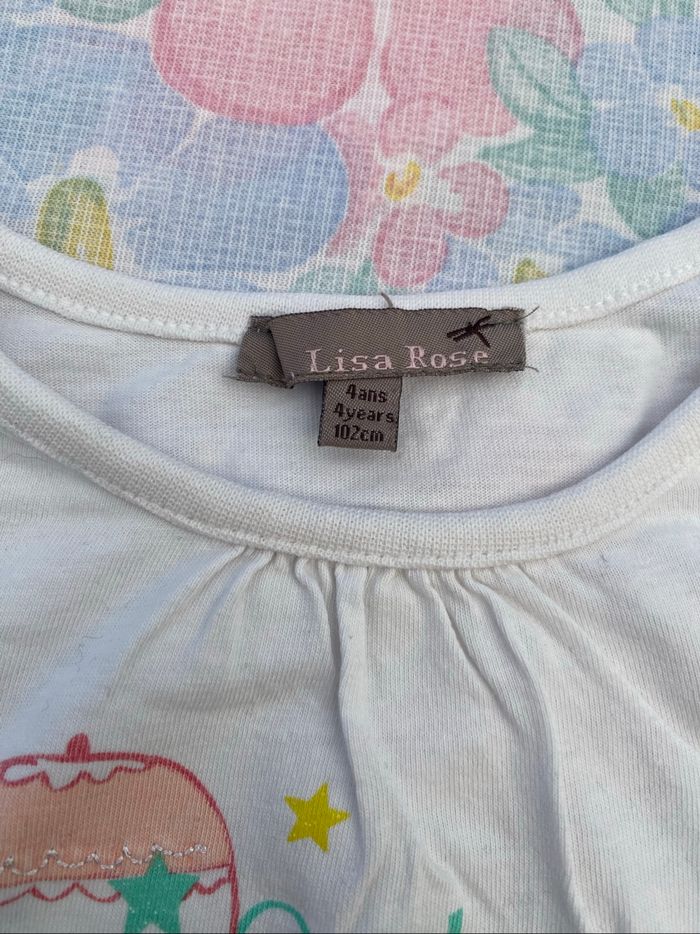 Lisa Rose
4ans
4years
102cm